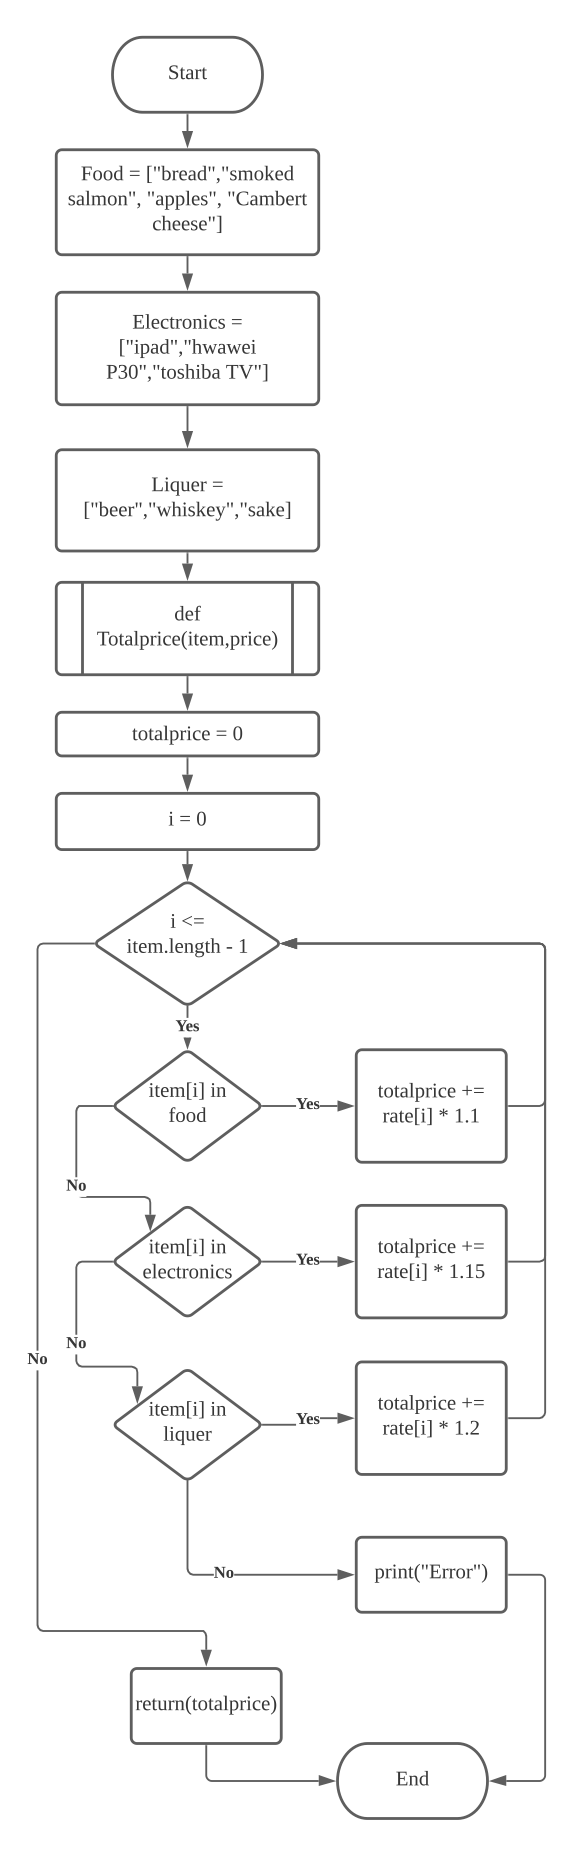 Start
Food = ["bread","smoked
salmon", "apples", "Cambert
cheese"]
Electronics =
["ipad","hwawei
P30","toshiba TV"]
Liquer =
["beer","whiskey","sake]
def
Totalprice(item,price)
totalprice = 0
i = 0
i <=
item.length - 1
Yes
item[i] in
food
Yes
totalprice +=
rate[i] * 1.1
No
item[i] in
electronics
Yes
totalprice +=
rate[i] * 1.15
No
No
item[i] in
liquer
Yes
totalprice +=
rate[i] * 1.2
No
print("Error")
return(totalprice)
End